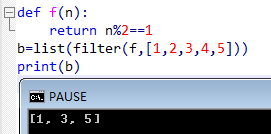 def f(n):
    return n%2==1
b=list(filter(f,[1,2,3,4,5]))
print(b)
C:\. PAUSE
[1, 3, 5]